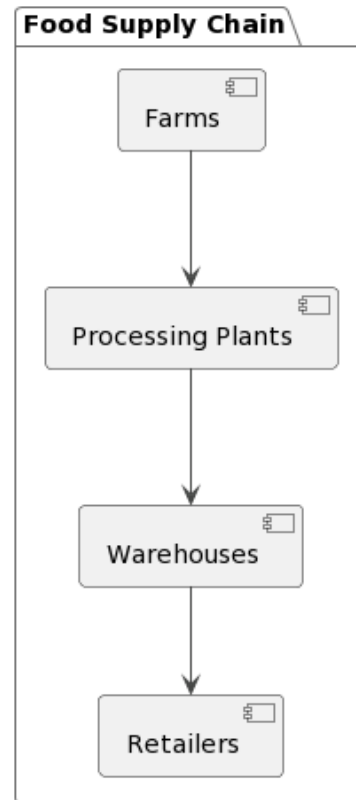 Food Supply Chain
Farms
Processing Plants
Warehouses
Retailers